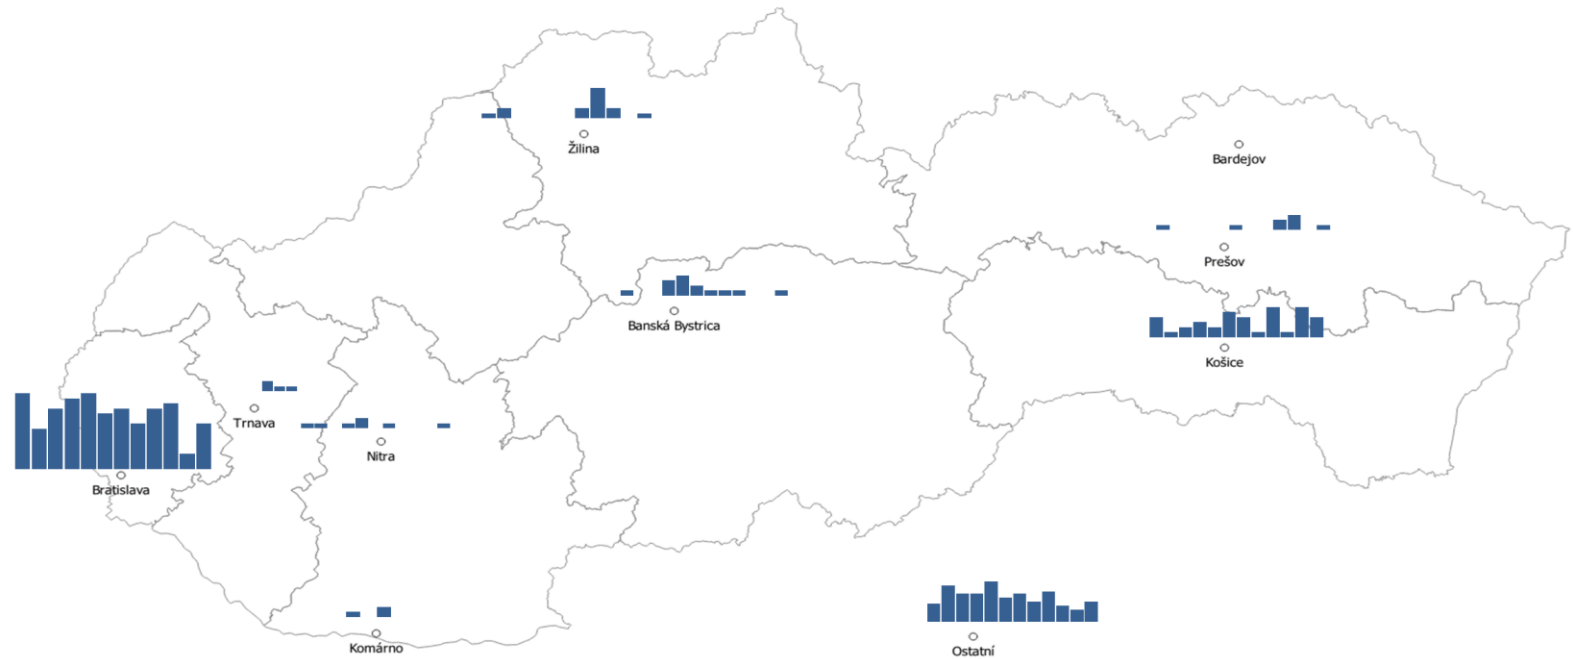 Žilina
Bardejov
Prešov
Banská Bystrica
Košice
Trnava
Nitra
Bratislava
Komárno
Ostatní